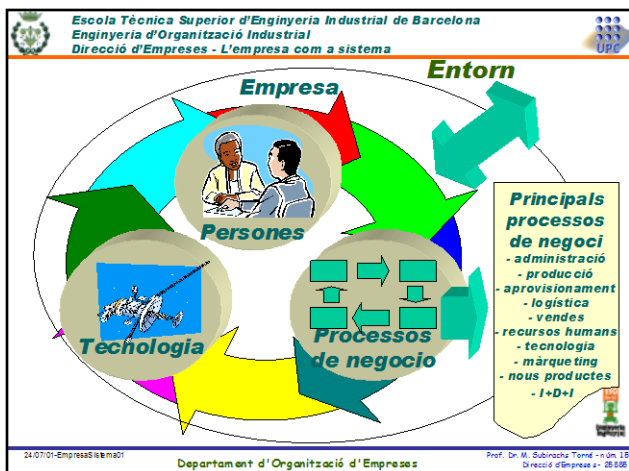 Escola Tècnica Superior d'Enginyeria Industrial de Barcelona
Enginyeria d'Organització Industrial
Direcció d'Empreses - L'empresa com a sistema
UPC
Entorn
Empresa
Persones
Tecnologia
Processos
de negocio
Principals
processos
de negoci
- administració
- producció
- aprovisionament
- logística
- vendes
- recursos humans
- tecnologia
- màrqueting
- nous productes
- I+D+I
24/07/01-EmpresaSistema01
Departament d'Organització d'Empreses
Prof. Dr. M. Subirachs Torné - núm. 15
Direcció d'Empreses-